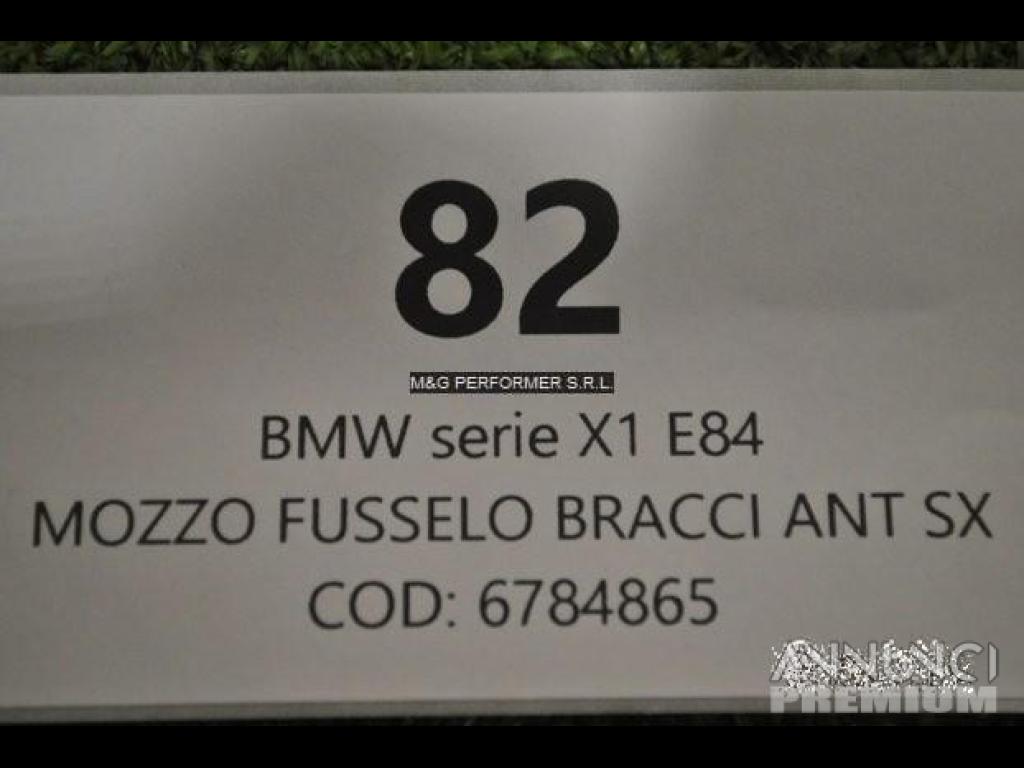 82
M&G PERFORMER S.R.L.
BMW serie X1 E84
MOZZO FUSSELO BRACCI ANT SX
COD: 6784865
ANNUNCI
PREMIUM